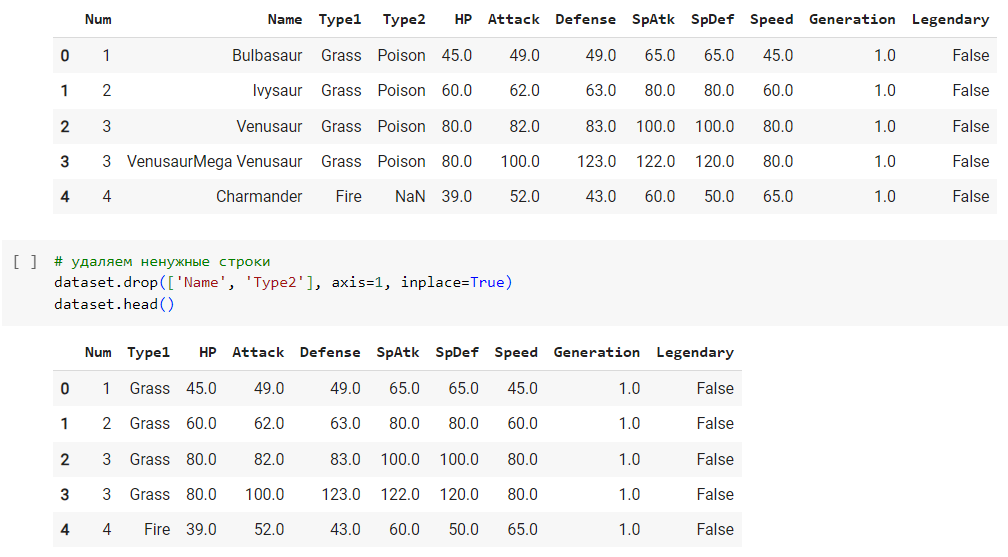 Num Name Type1 Type2 HP Attack Defense SpAtk SpDef Speed Generation Legendary
0 1 Bulbasaur Grass Poison 45.0 49.0 49.0 65.0 65.0 45.0 1.0 False
1 2 Ivysaur Grass Poison 60.0 62.0 63.0 80.0 80.0 60.0 1.0 False
2 3 Venusaur Grass Poison 80.0 82.0 83.0 100.0 100.0 80.0 1.0 False
3 3 VenusaurMega Venusaur Grass Poison 80.0 100.0 123.0 122.0 120.0 80.0 1.0 False
4 4 Charmander Fire NaN 39.0 52.0 43.0 60.0 50.0 65.0 1.0 False
[ ] # удаляем ненужные строки
dataset.drop(['Name', 'Type2'], axis=1, inplace=True)
dataset.head()
Num Type1 HP Attack Defense SpAtk SpDef Speed Generation Legendary
0 1 Grass 45.0 49.0 49.0 65.0 65.0 45.0 1.0 False
1 2 Grass 60.0 62.0 63.0 80.0 80.0 60.0 1.0 False
2 3 Grass 80.0 82.0 83.0 100.0 100.0 80.0 1.0 False
3 3 Grass 80.0 100.0 123.0 122.0 120.0 80.0 1.0 False
4 4 Fire 39.0 52.0 43.0 60.0 50.0 65.0 1.0 False